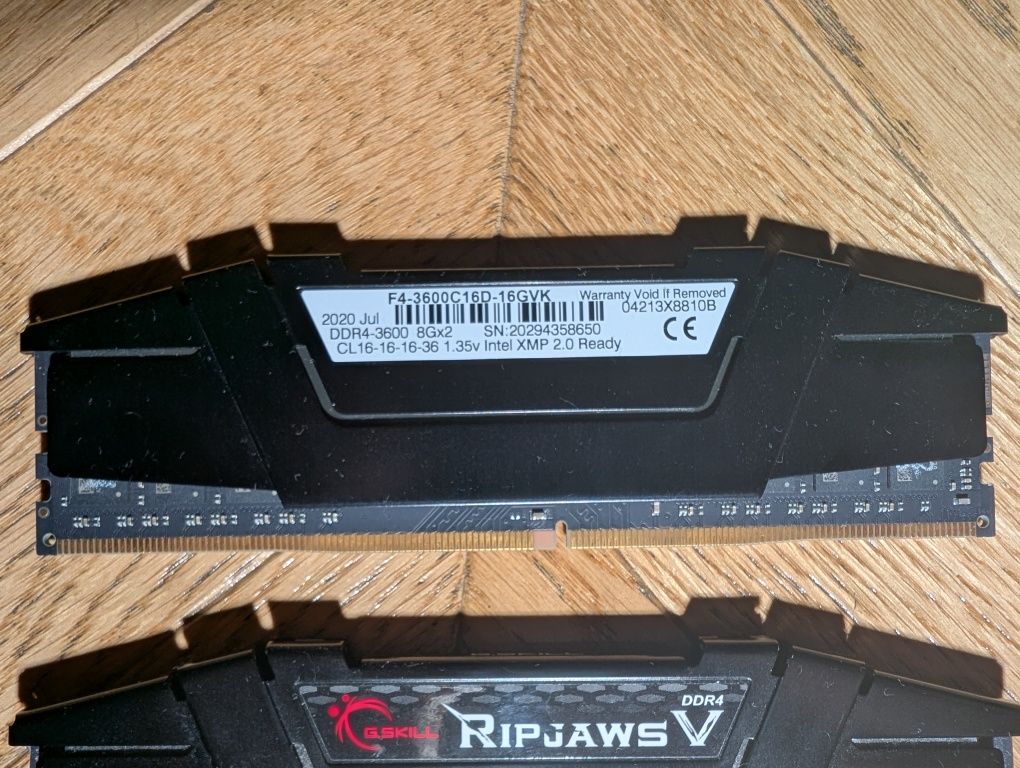 F4-3600C16D-16GVK Warranty Void If Removed
2020 Jul 04213X8810B
DDR4-3600 8Gx2 SN:20294358650 CE
CL16-16-16-36 1.35v Intel XMP 2.0 Ready
DDR4
G.SKILL RIPJAWS V